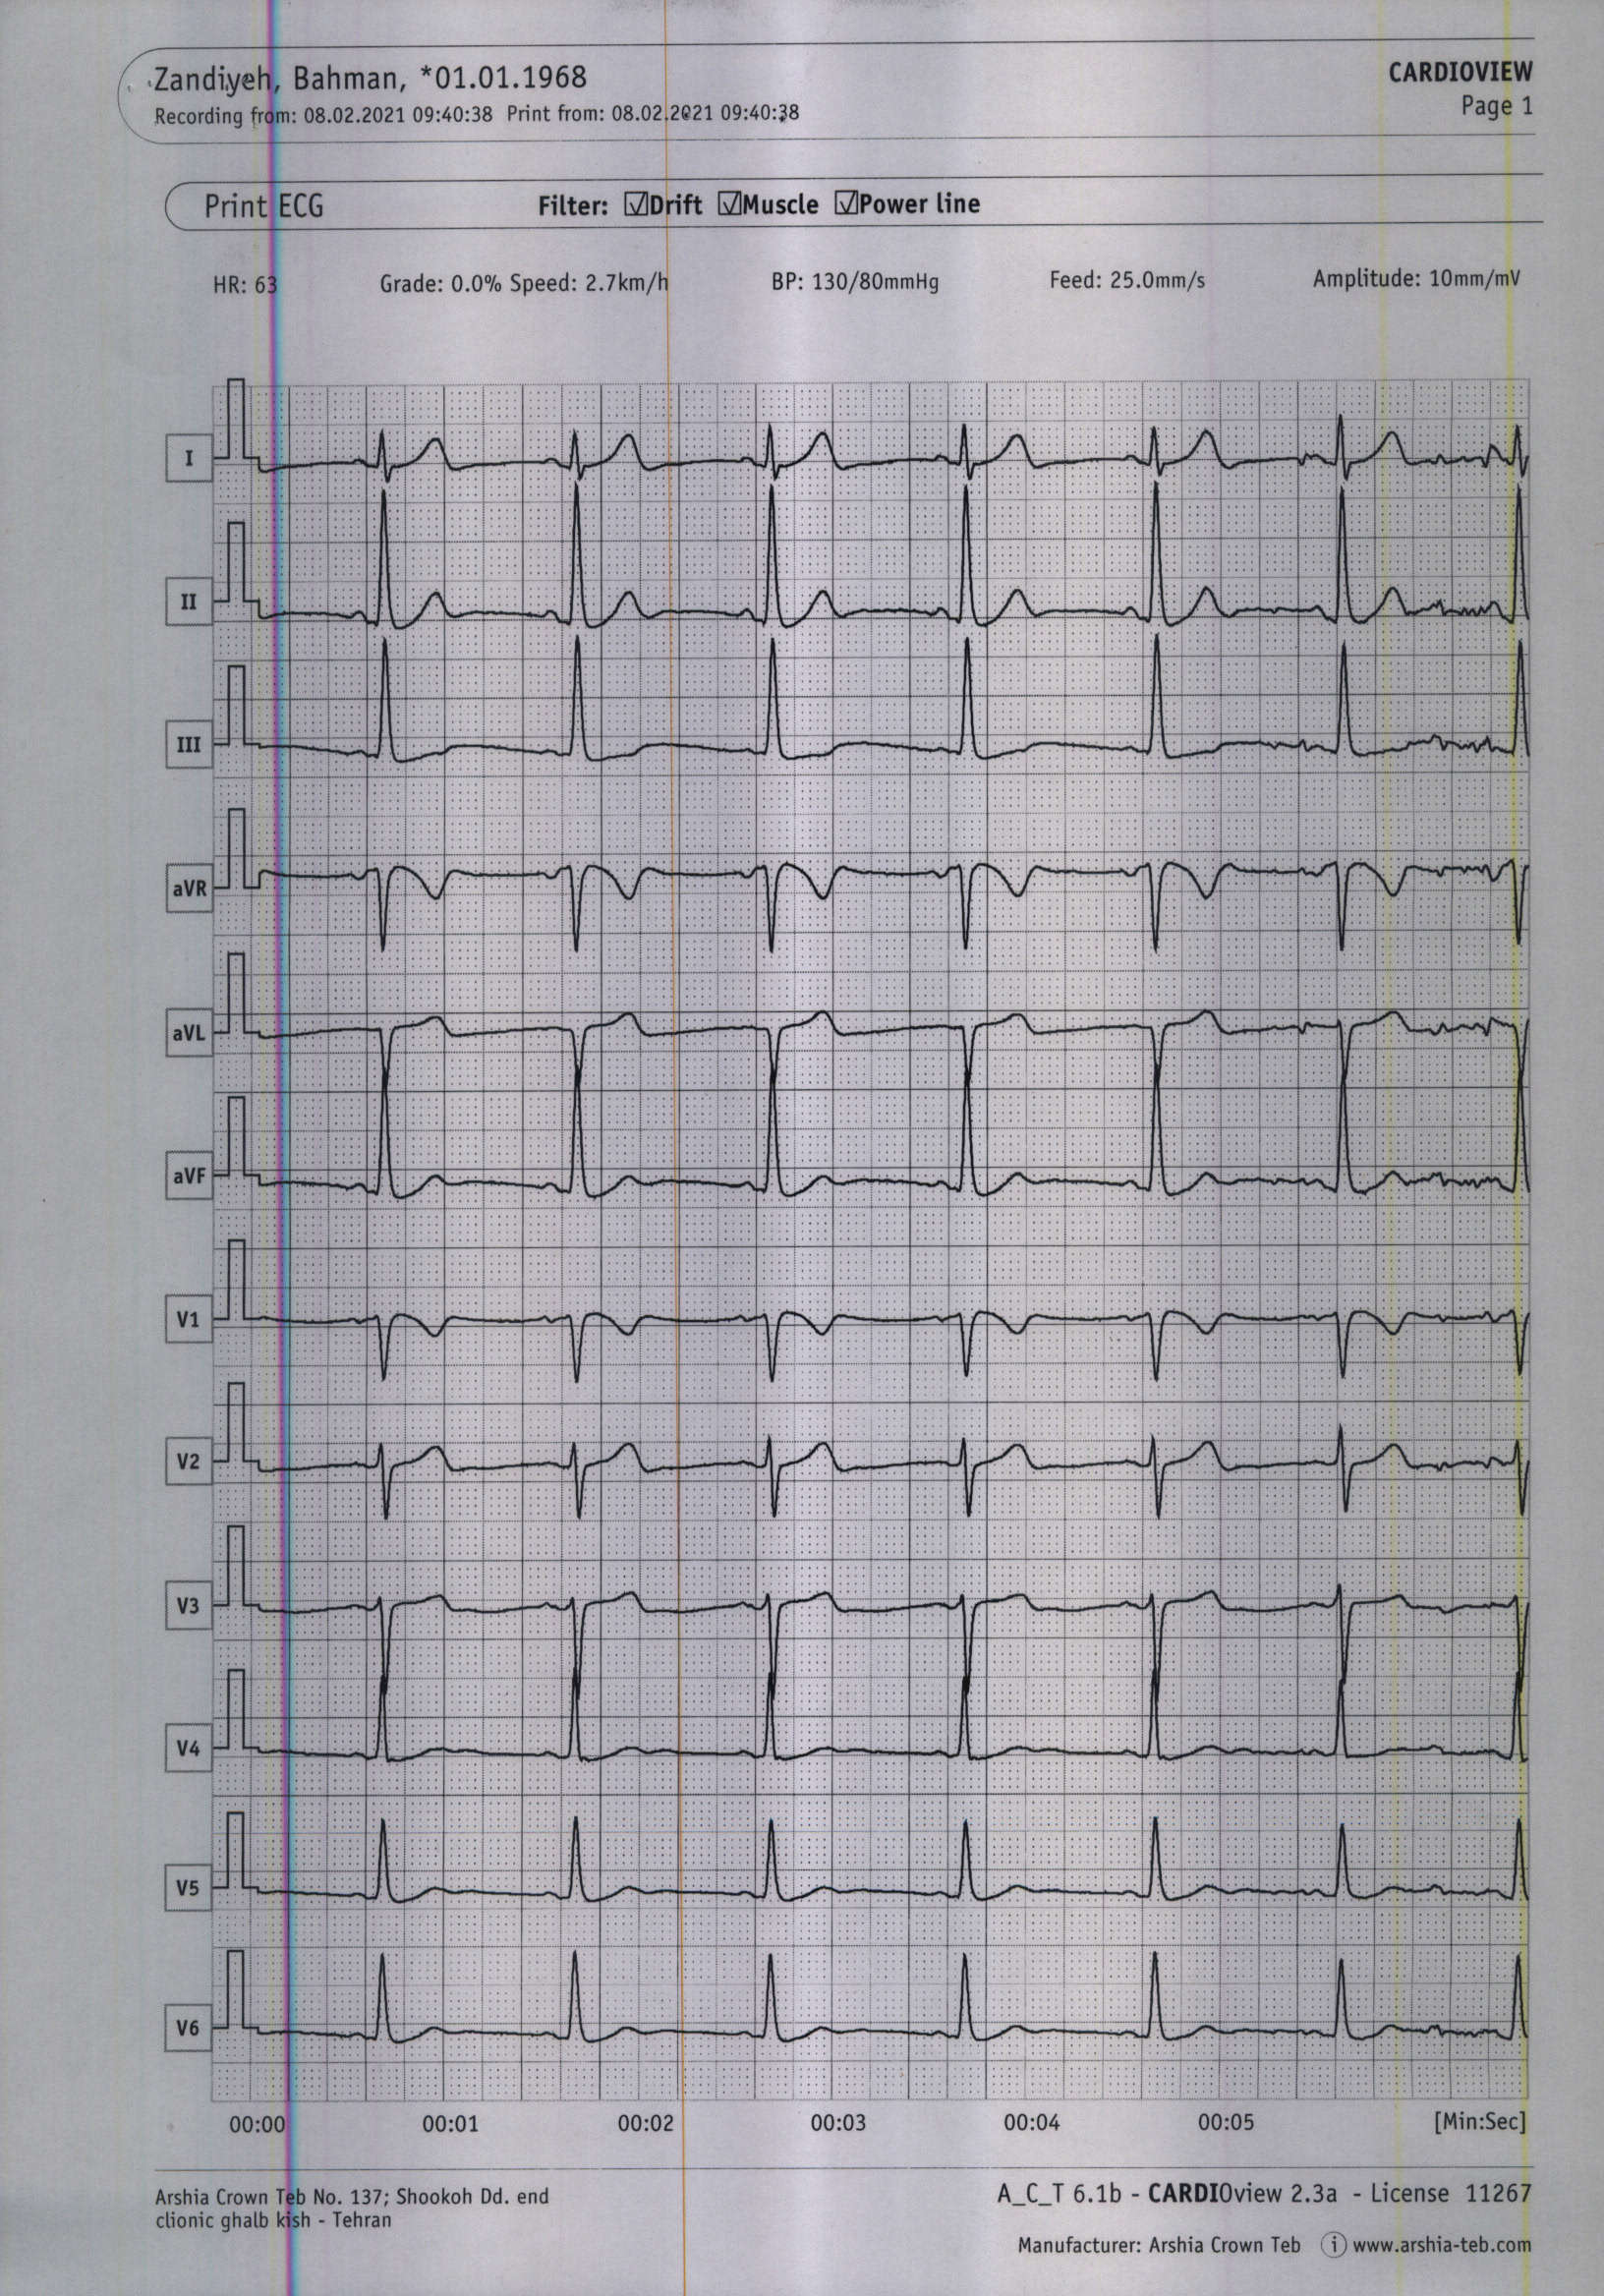 Zandiyeh, Bahman, *01.01.1968
CARDIOVIEW
Recording from: 08.02.2021 09:40:38 Print from: 08.02.2021 09:40:38
Page 1
Print ECG
Filter: ☑Drift ☑Muscle ☑Power line
HR: 63
Grade: 0.0% Speed: 2.7km/h
BP: 130/80mmHg
Feed: 25.0mm/s
Amplitude: 10mm/mV
I
II
III
aVR
aVL
aVF
V1
V2
V3
V4
V5
V6
00:00 00:01 00:02 00:03 00:04 00:05 [Min:Sec]
Arshia Crown Teb No. 137; Shookoh Dd. end
clionic ghalb kish - Tehran
A_C_T 6.1b - CARDIOview 2.3a - License 11267
Manufacturer: Arshia Crown Teb ⓘ www.arshia-teb.com